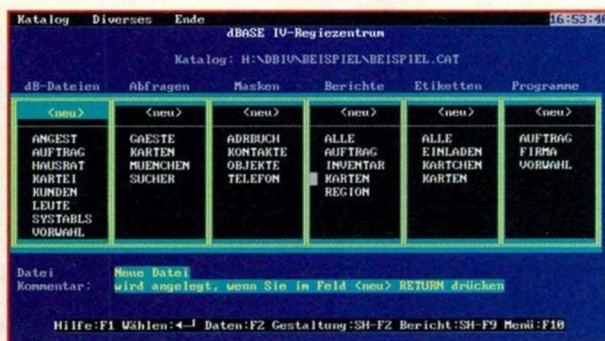 Katalog Diverses Ende 16:53:40
dBASE IV-Regiezentrum
Katalog: H:\DBIV\BEISPIEL\BEISPIEL.CAT
dB-Dateien Abfragen Masken Berichte Etiketten Programme
<neu> <neu> <neu> <neu> <neu> <neu>
ANGEST GAESTE ADRBUCH ALLE ALLE AUFTRAG
AUFTRAG KARTEN KONTAKTE AUFTRAG EINLADEN FIRMA
HAUSRAT MUENCHEN OBJEKTE INVENTAR KARTCHEN VORWAHL
KARTEI SUCHER TELEFON KARTEN KARTEN
KUNDEN REGION
LEUTE
SYSTABLS
VORWAHL
Datei Neue Datei
Kommentar: wird angelegt, wenn Sie im Feld <neu> RETURN drücken
Hilfe:F1 Wählen:◄─┘ Daten:F2 Gestaltung:SH-F2 Bericht:SH-F9 Menü:F10